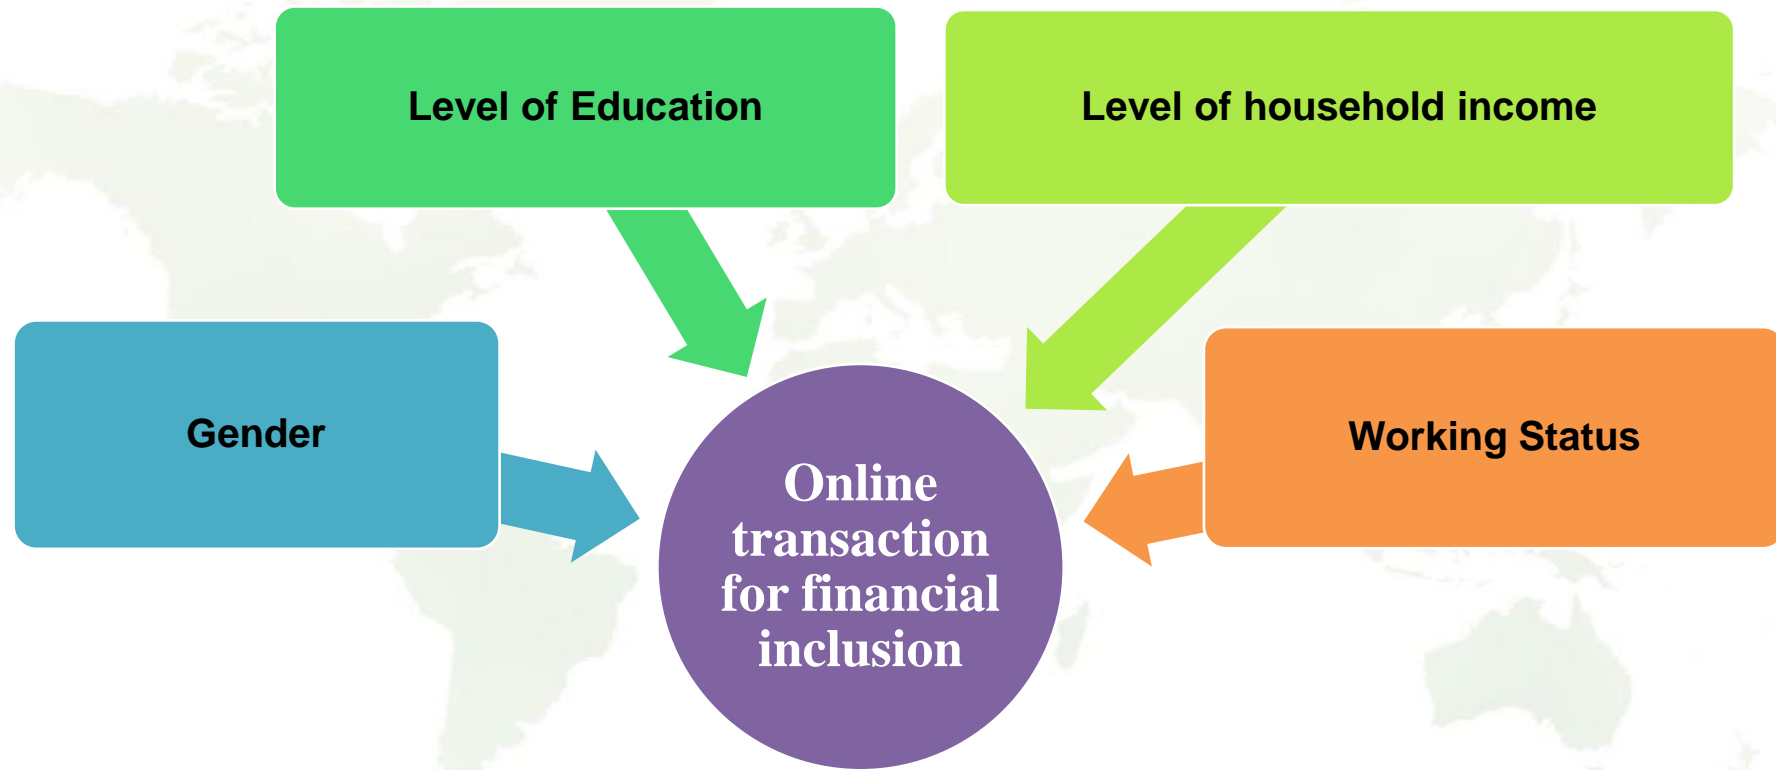 Level of Education
Level of household income
Gender
Working Status
Online
transaction
for financial
inclusion